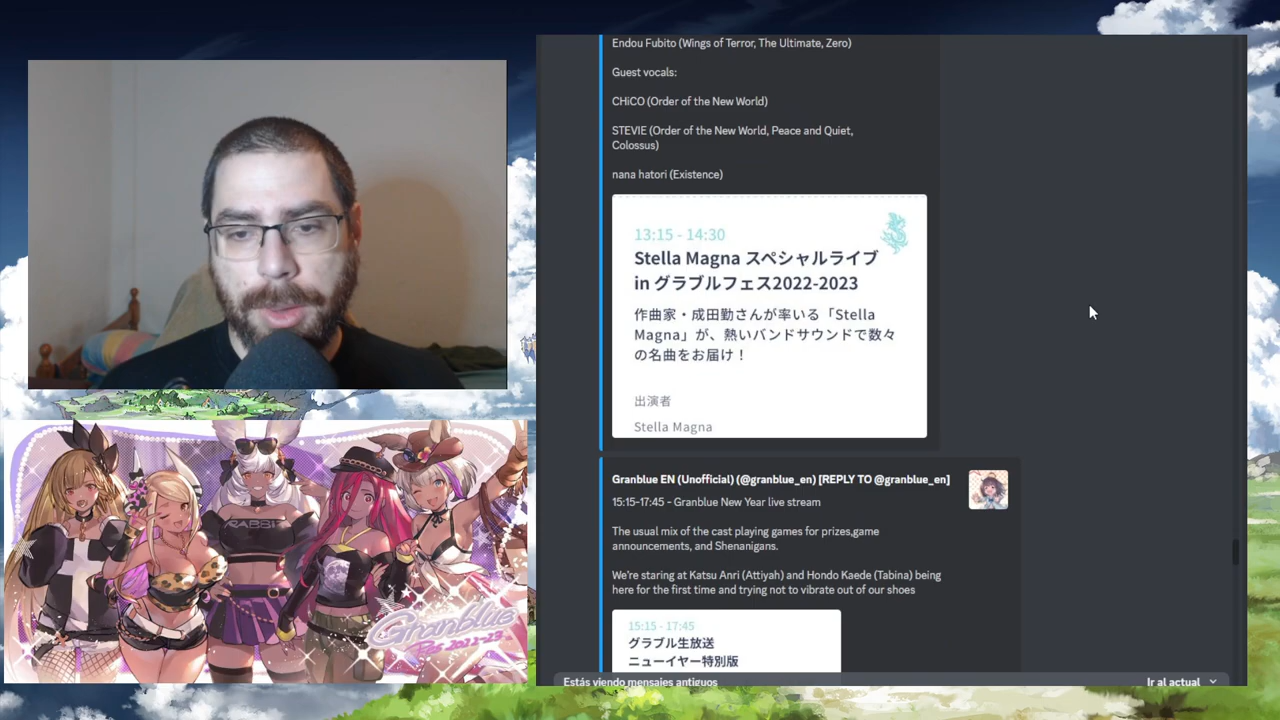 Endou Fubito (Wings of Terror, The Ultimate, Zero)
Guest vocals:
CHiCO (Order of the New World)
STEVIE (Order of the New World, Peace and Quiet,
Colossus)
nana hatori (Existence)
13:15 - 14:30
Stella Magna スペシャルライブ
in グラブルフェス2022-2023
作曲家・成田勤さんが率いる「Stella
Magna」が、熱いバンドサウンドで数々
の名曲をお届け！
出演者
Stella Magna
Granblue EN (Unofficial) (@granblue_en) [REPLY TO @granblue_en]
15:15-17:45 - Granblue New Year live stream
The usual mix of the cast playing games for prizes,game
announcements, and Shenanigans.
We're staring at Katsu Anri (Attiyah) and Hondo Kaede (Tabina) being
here for the first time and trying not to vibrate out of our shoes
15:15 - 17:45
グラブル生放送
ニューイヤー特別版
Estás viendo mensajes antiguos
Ir al actual
RABBIT
Granblue
Fes 2022-23